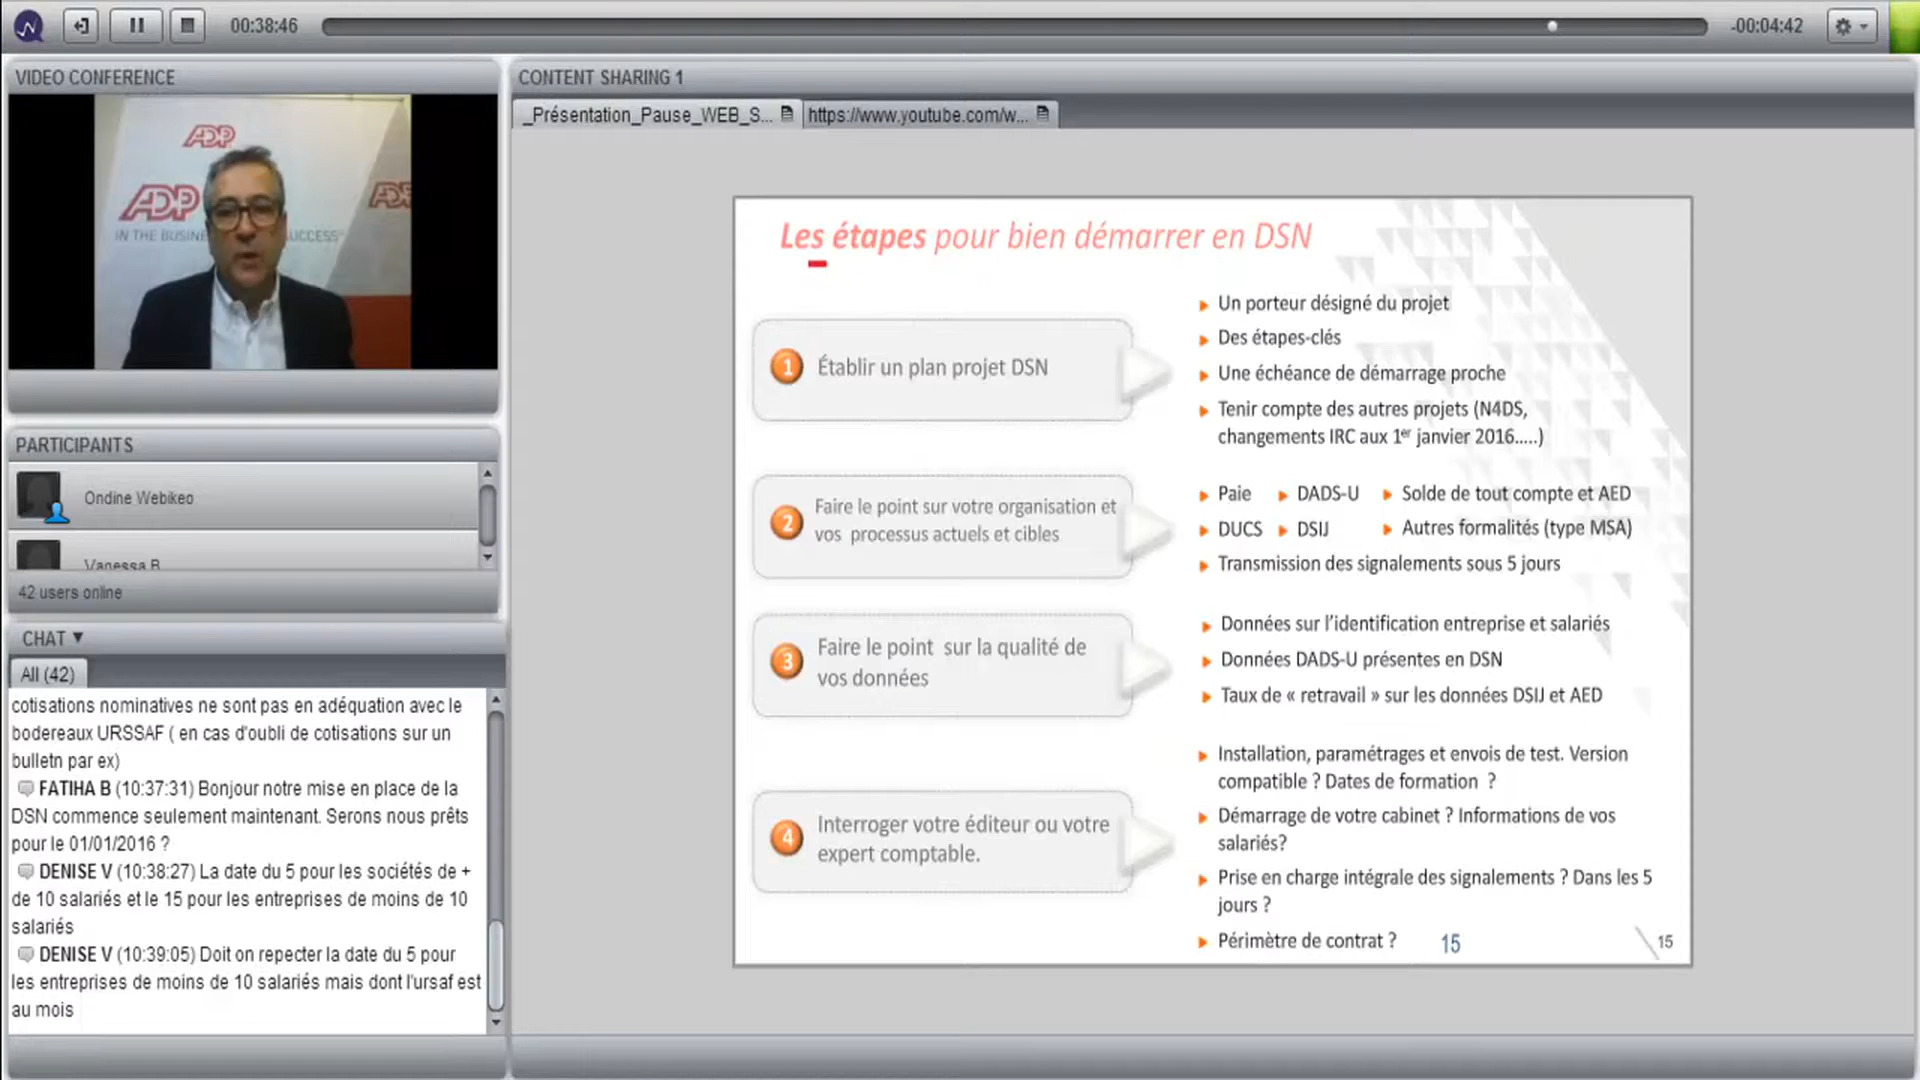 00:38:46
-00:04:42
VIDEO CONFERENCE
ADP
ADP
ADP
IN THE BUSINE
SUCCESS
PARTICIPANTS
Ondine Webikeo
Vanessa B
42 users online
CHAT
All (42)
cotisations nominatives ne sont pas en adéquation avec le
bodereaux URSSAF ( en cas d'oubli de cotisations sur un
bulletn par ex)
FATIHA B (10:37:31) Bonjour notre mise en place de la
DSN commence seulement maintenant. Serons nous prêts
pour le 01/01/2016 ?
DENISE V (10:38:27) La date du 5 pour les sociétés de +
de 10 salariés et le 15 pour les entreprises de moins de 10
salariés
DENISE V (10:39:05) Doit on repecter la date du 5 pour
les entreprises de moins de 10 salariés mais dont l'ursaf est
au mois
CONTENT SHARING 1
_Présentation_Pause_WEB_S...
https://www.youtube.com/w...
Les étapes pour bien démarrer en DSN
1 Établir un plan projet DSN
Un porteur désigné du projet
Des étapes-clés
Une échéance de démarrage proche
Tenir compte des autres projets (N4DS,
changements IRC aux 1er janvier 2016.....)
2 Faire le point sur votre organisation et
vos processus actuels et cibles
Paie DADS-U Solde de tout compte et AED
DUCS DSIJ Autres formalités (type MSA)
Transmission des signalements sous 5 jours
3 Faire le point sur la qualité de
vos données
Données sur l'identification entreprise et salariés
Données DADS-U présentes en DSN
Taux de « retravail » sur les données DSIJ et AED
4 Interroger votre éditeur ou votre
expert comptable.
Installation, paramétrages et envois de test. Version
compatible ? Dates de formation ?
Démarrage de votre cabinet ? Informations de vos
salariés?
Prise en charge intégrale des signalements ? Dans les 5
jours ?
Périmètre de contrat ?
15
15